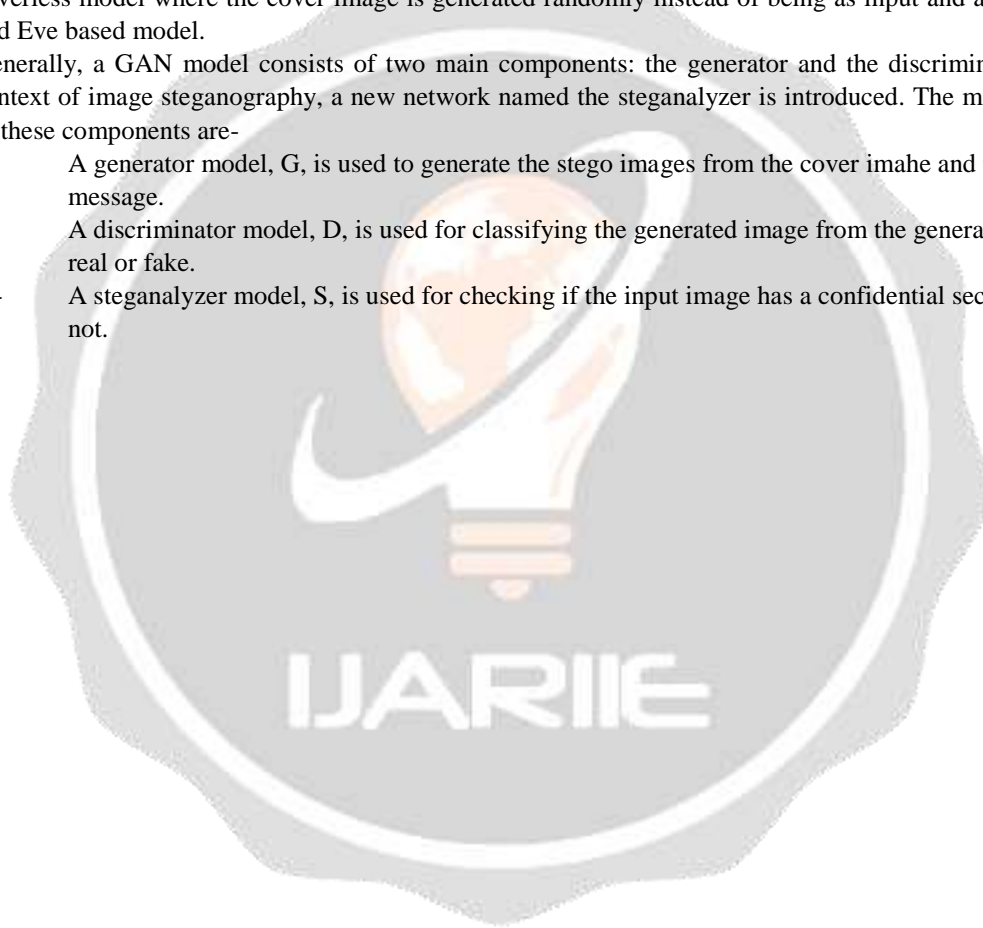 verless model where the cover image is generated randomly instead of being as input and a
d Eve based model.
enerally, a GAN model consists of two main components: the generator and the discrimin
ntext of image steganography, a new network named the steganalyzer is introduced. The m
these components are-
A generator model, G, is used to generate the stego images from the cover imahe and
message.
A discriminator model, D, is used for classifying the generated image from the genera
real or fake.
A steganalyzer model, S, is used for checking if the input image has a confidential sec
not.
IJARIIE